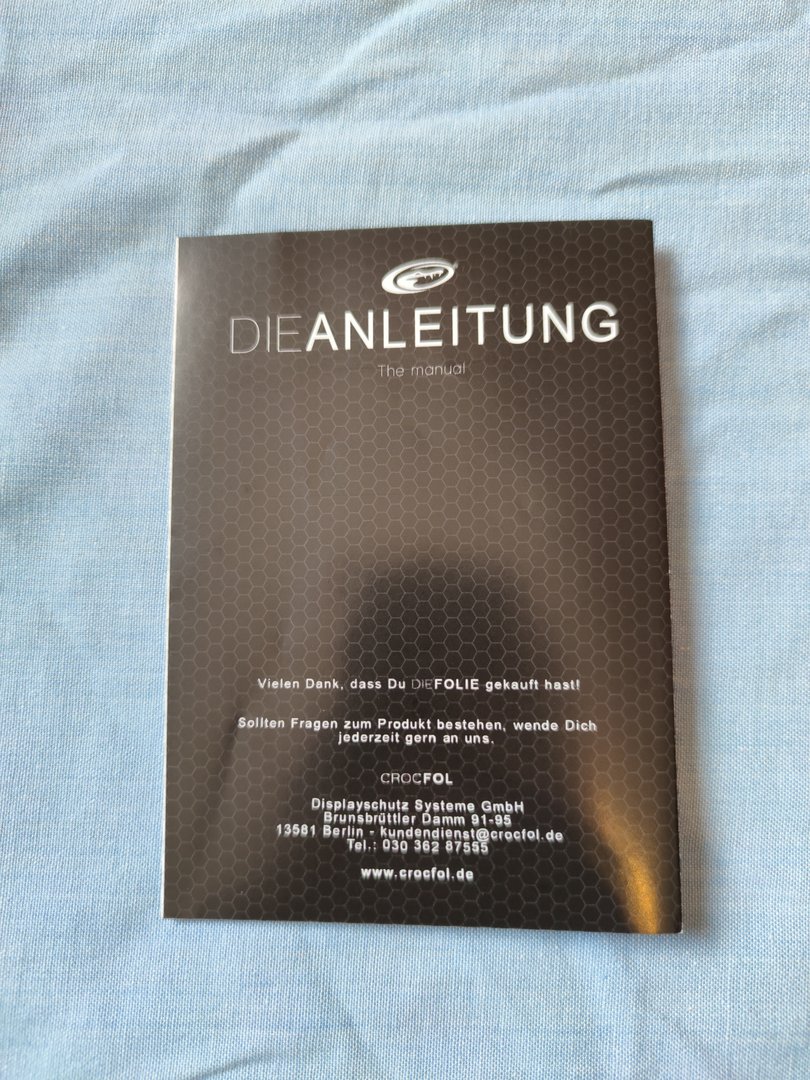 DIEANLEITUNG
The manual
Vielen Dank, dass Du DIEFOLIE gekauft hast!
Sollten Fragen zum Produkt bestehen, wende Dich
jederzeit gern an uns.
CROCFOL
Displayschutz Systeme GmbH
Brunsbrüttler Damm 91-95
13581 Berlin - kundendienst@crocfol.de
Tel.: 030 362 87555
www.crocfol.de